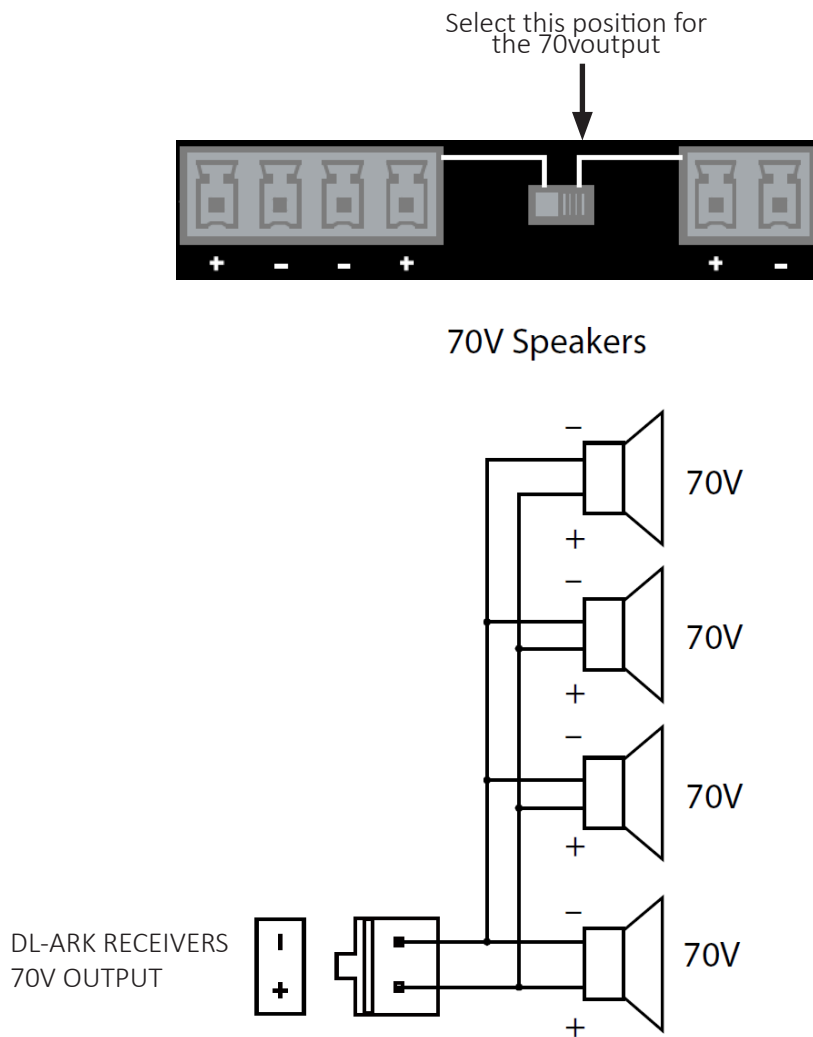 Select this position for
the 70voutput
+ - - + + -
70V Speakers
-
70V
+
-
70V
+
-
70V
+
-
DL-ARK RECEIVERS - 70V
70V OUTPUT +
+